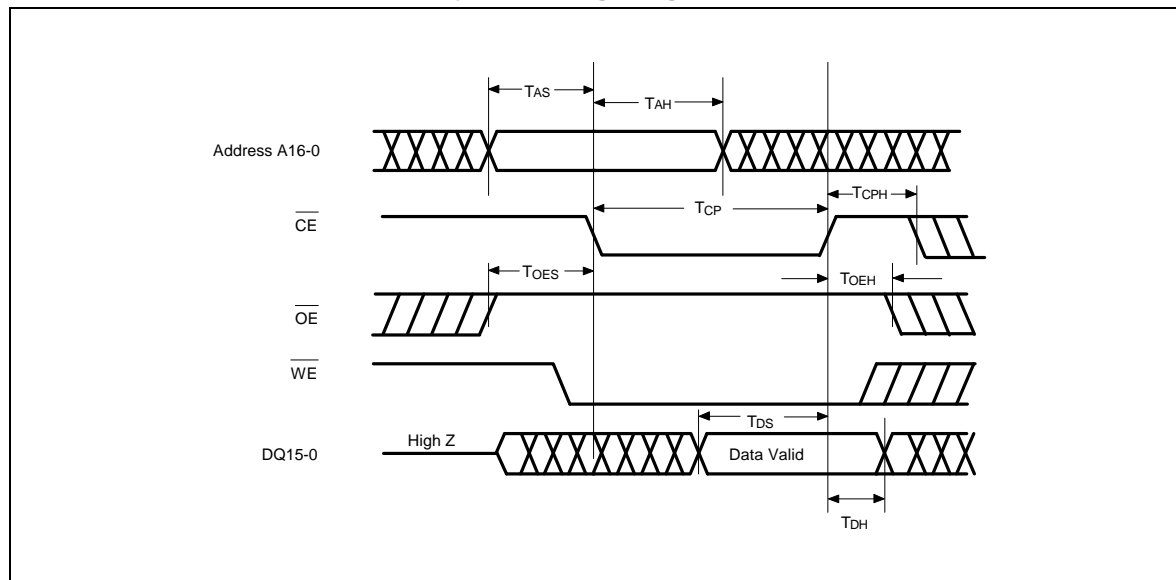 TAS
TAH
Address A16-0
TCPH
TCP
CE
TOES
TOEH
OE
WE
TDS
High Z
DQ15-0
Data Valid
TDH